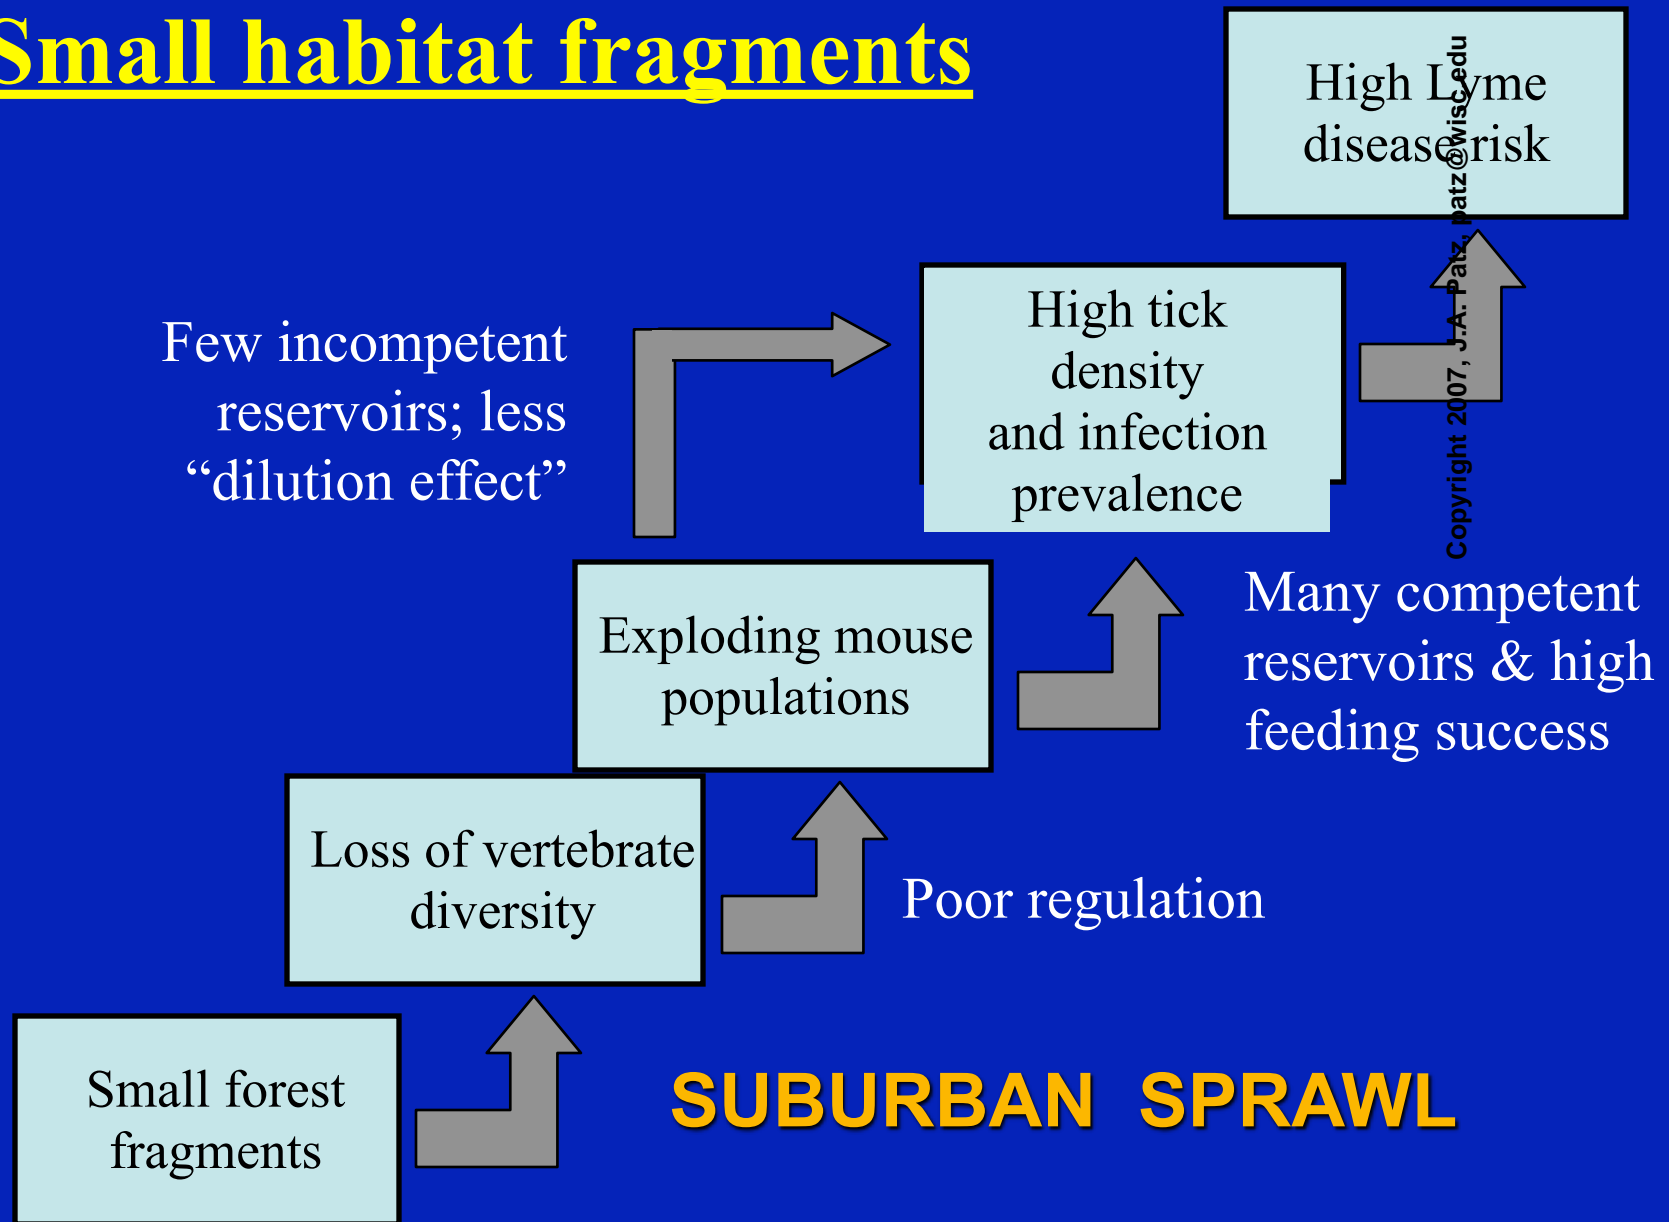 Small habitat fragments
High Lyme
disease risk
Copyright 2007, J.A. Patz, patz@wisc.edu
Few incompetent
reservoirs; less
“dilution effect”
High tick
density
and infection
prevalence
Many competent
reservoirs & high
feeding success
Exploding mouse
populations
Loss of vertebrate
diversity
Poor regulation
Small forest
fragments
SUBURBAN SPRAWL